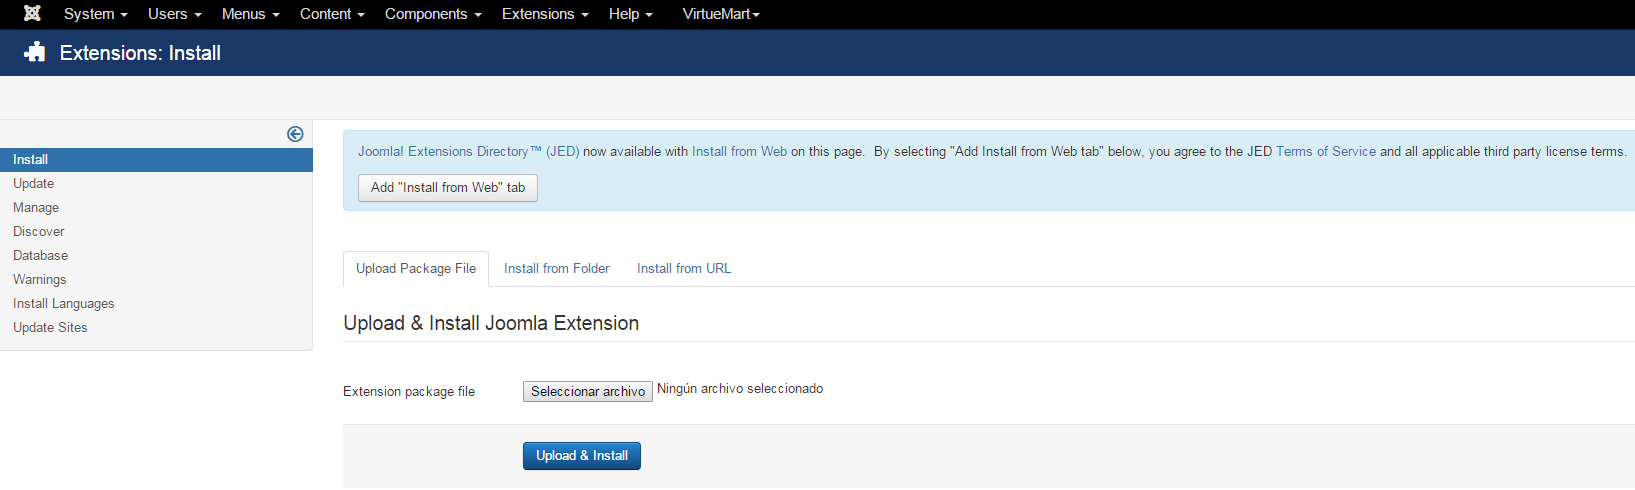 System Users Menus Content Components Extensions Help VirtueMart
Extensions: Install
Install
Update
Manage
Discover
Database
Warnings
Install Languages
Update Sites
Joomla! Extensions Directory™ (JED) now available with Install from Web on this page. By selecting "Add Install from Web tab" below, you agree to the JED Terms of Service and all applicable third party license terms.
Add "Install from Web" tab
Upload Package File Install from Folder Install from URL
Upload & Install Joomla Extension
Extension package file Seleccionar archivo Ningún archivo seleccionado
Upload & Install